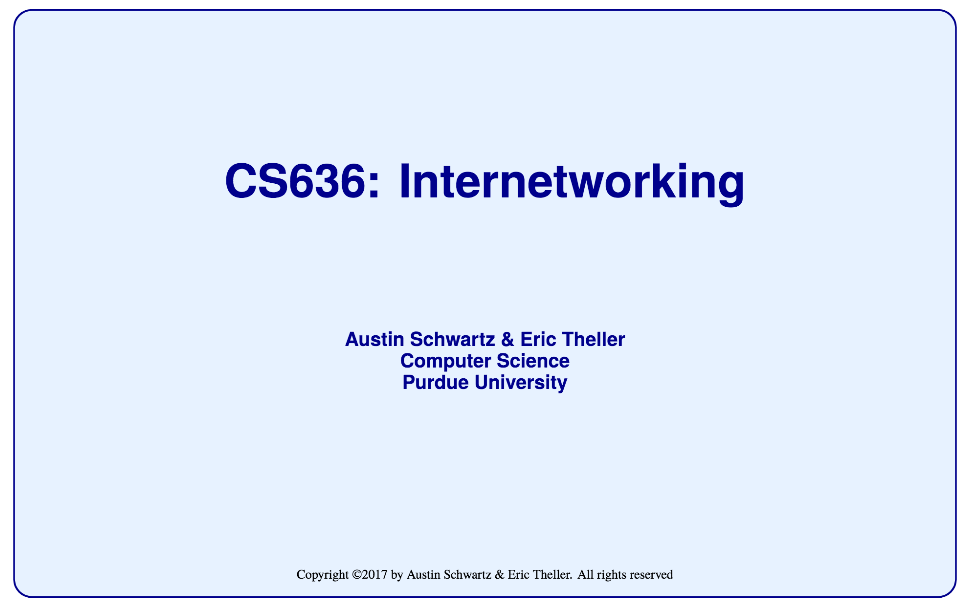 CS636: Internetworking
Austin Schwartz & Eric Theller
Computer Science
Purdue University
Copyright ©2017 by Austin Schwartz & Eric Theller. All rights reserved